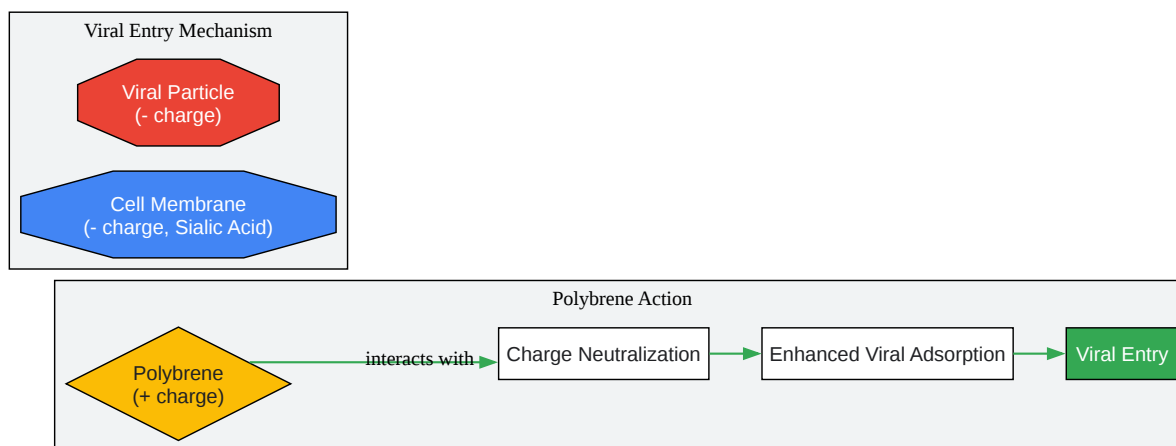 Viral Entry Mechanism
Viral Particle
(- charge)
Cell Membrane
(- charge, Sialic Acid)
Polybrene Action
Polybrene
(+ charge)
interacts with
Charge Neutralization
Enhanced Viral Adsorption
Viral Entry